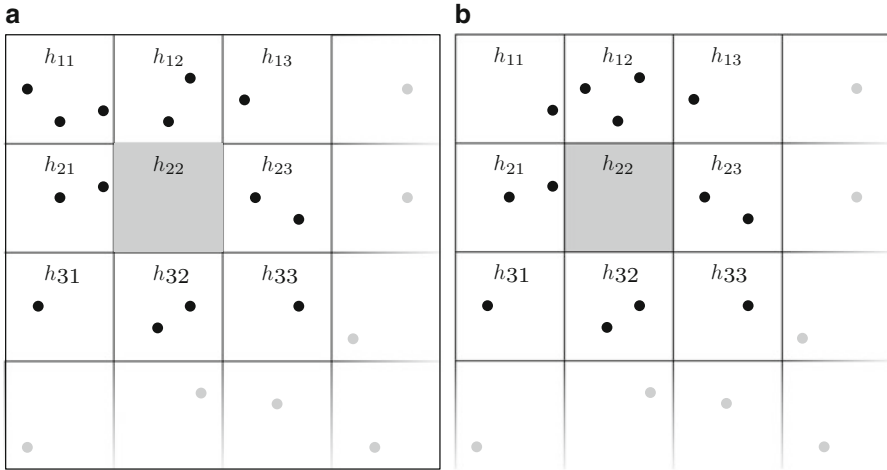 a
h₁₁ h₁₂ h₁₃
h₂₁ h₂₂ h₂₃
h31 h32 h33
b
h₁₁ h₁₂ h₁₃
h₂₁ h₂₂ h₂₃
h31 h32 h33